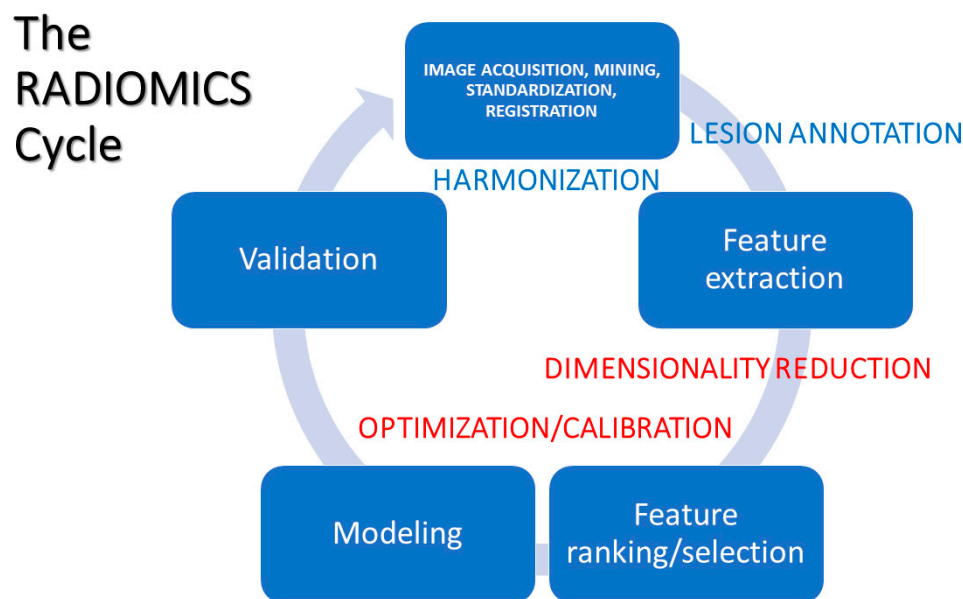 The
RADIOMICS
Cycle
IMAGE ACQUISITION, MINING,
STANDARDIZATION,
REGISTRATION
LESION ANNOTATION
HARMONIZATION
Validation
Feature
extraction
DIMENSIONALITY REDUCTION
OPTIMIZATION/CALIBRATION
Modeling
Feature
ranking/selection